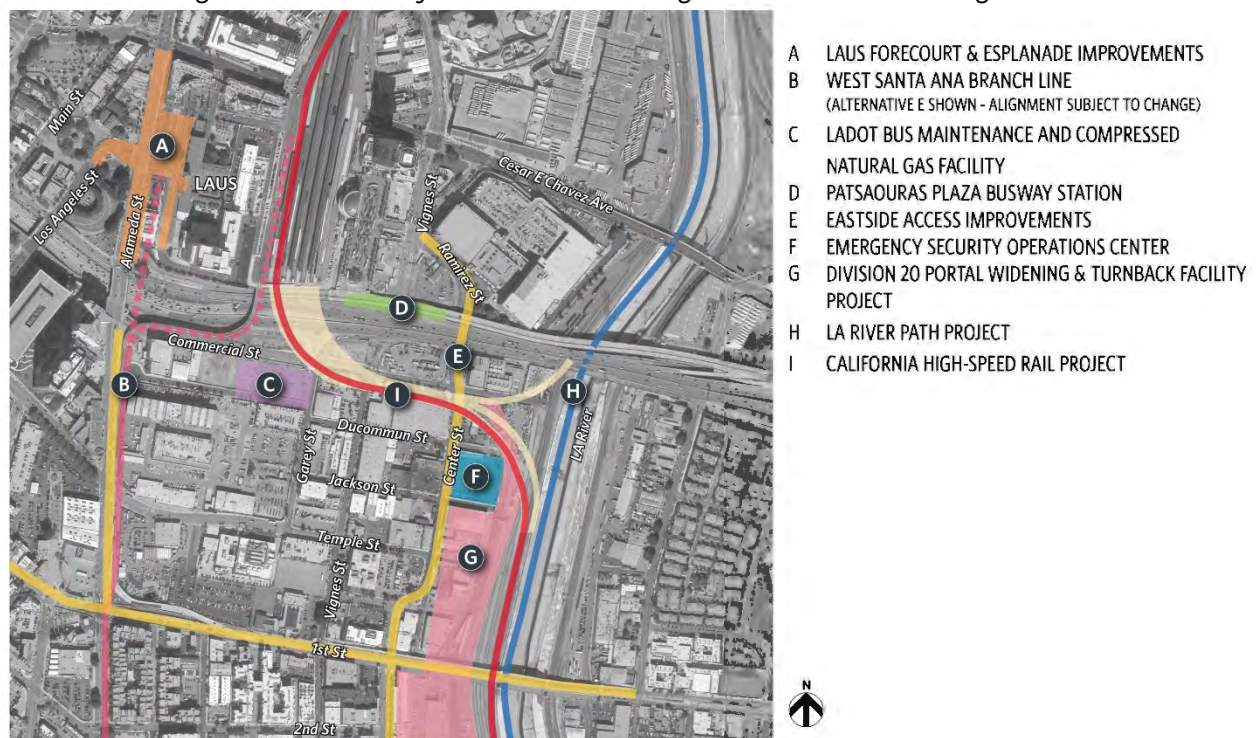 A LAUS FORECOURT & ESPLANADE IMPROVEMENTS
B WEST SANTA ANA BRANCH LINE
(ALTERNATIVE E SHOWN - ALIGNMENT SUBJECT TO CHANGE)
C LADOT BUS MAINTENANCE AND COMPRESSED
NATURAL GAS FACILITY
D PATSAOURAS PLAZA BUSWAY STATION
E EASTSIDE ACCESS IMPROVEMENTS
F EMERGENCY SECURITY OPERATIONS CENTER
G DIVISION 20 PORTAL WIDENING & TURNBACK FACILITY
PROJECT
H LA RIVER PATH PROJECT
I CALIFORNIA HIGH-SPEED RAIL PROJECT
N
Main St
A
LAUS
Los Angeles St
Alameda St
Vignes St
Cesar E Chavez Ave
Ramirez St
D
Commercial St
E
B
C
I
H
LA River
Ducommun St
Garey St
Center St
Jackson St
F
Temple St
G
Vignes St
1st St
2nd St